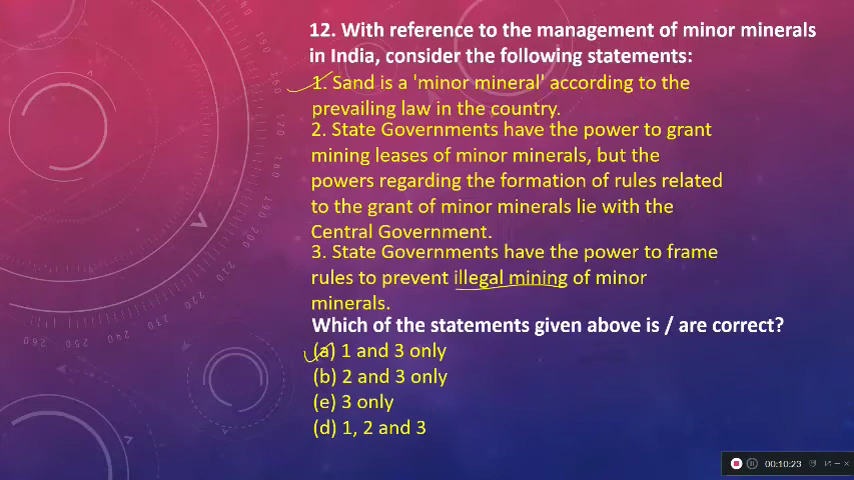 12. With reference to the management of minor minerals
in India, consider the following statements:
1. Sand is a 'minor mineral' according to the
prevailing law in the country.
2. State Governments have the power to grant
mining leases of minor minerals, but the
powers regarding the formation of rules related
to the grant of minor minerals lie with the
Central Government.
3. State Governments have the power to frame
rules to prevent illegal mining of minor
minerals.
Which of the statements given above is / are correct?
(a) 1 and 3 only
(b) 2 and 3 only
(e) 3 only
(d) 1, 2 and 3
00:10:23